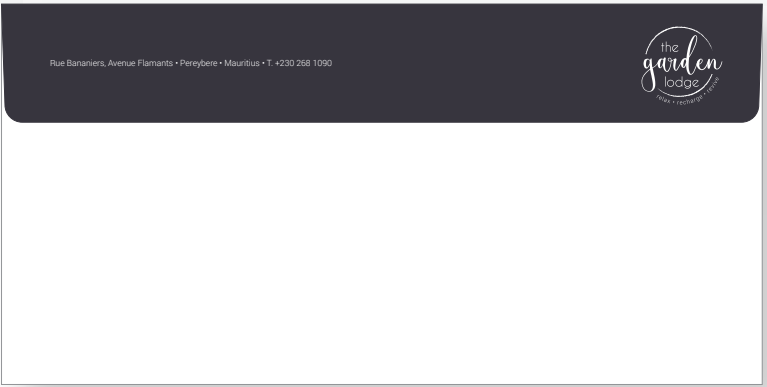 Rue Bananiers, Avenue Flamants • Pereybere • Mauritius • T. +230 268 1090
the
garden
lodge
relax • recharge • revive